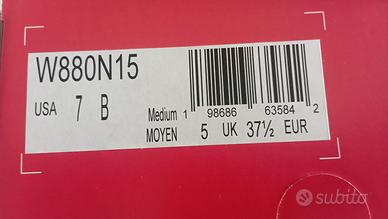 W880N15
USA 7 B
Medium 1 98686 63584 2
MOYEN 5 UK 37½ EUR
subito